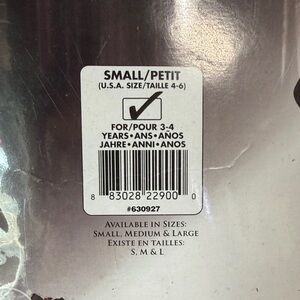 SMALL/PETIT
(U.S.A. SIZE/TAILLE 4-6)
FOR/POUR 3-4
YEARS•ANS•AÑOS
JAHRE•ANNI•ANOS
8 83028 22900 0
#630927
AVAILABLE IN SIZES:
SMALL, MEDIUM & LARGE
EXISTE EN TAILLES:
S, M & L